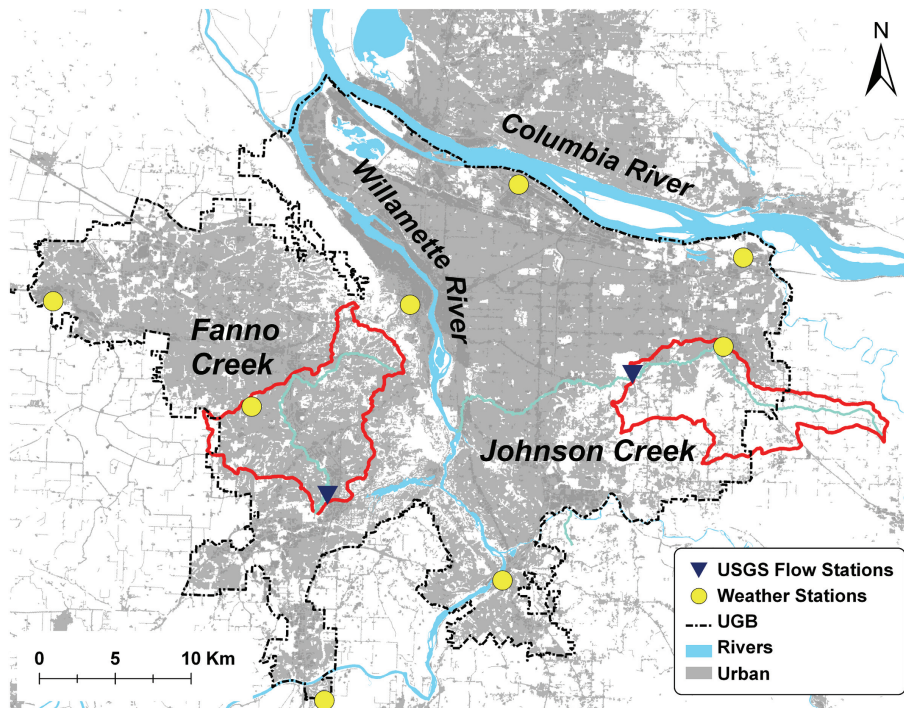 N
Columbia River
Willamette
River
Fanno
Creek
Johnson Creek
USGS Flow Stations
Weather Stations
UGB
Rivers
Urban
0 5 10 Km